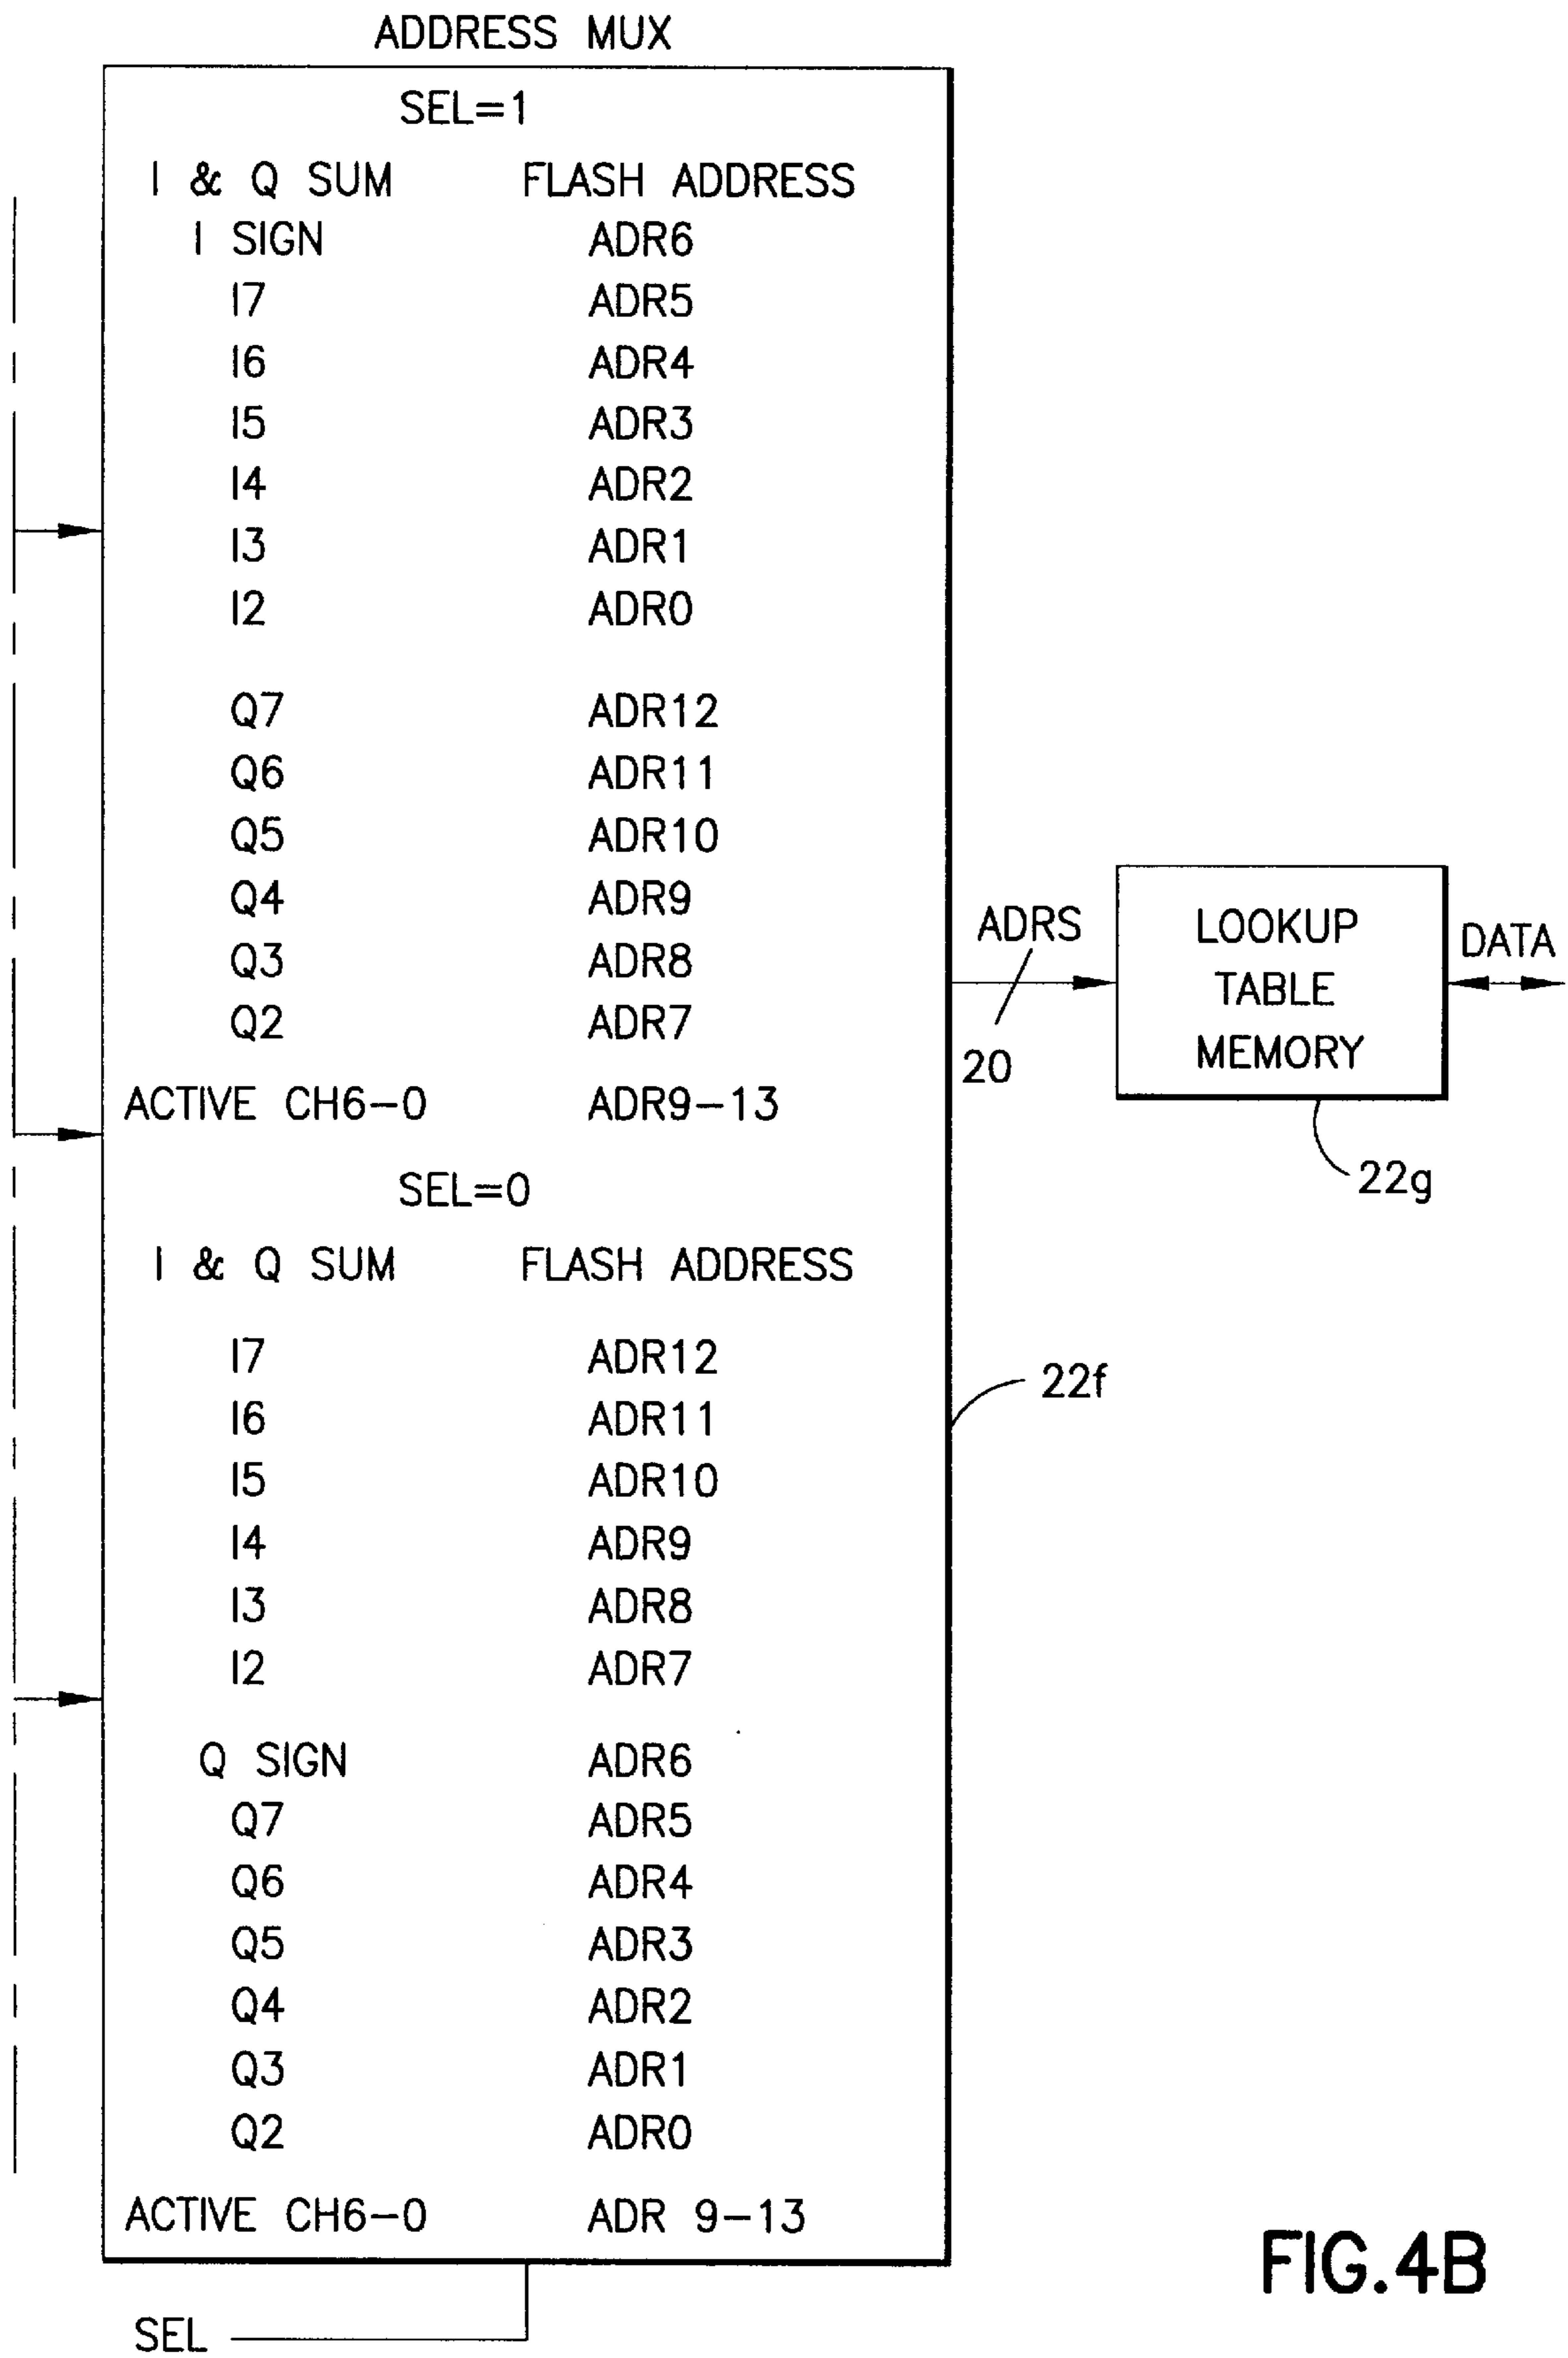 ADDRESS MUX
SEL=1
I & Q SUM FLASH ADDRESS
I SIGN ADR6
I7 ADR5
I6 ADR4
I5 ADR3
I4 ADR2
I3 ADR1
I2 ADR0
Q7 ADR12
Q6 ADR11
Q5 ADR10
Q4 ADR9
Q3 ADR8
Q2 ADR7
ACTIVE CH6-0 ADR9-13
SEL=0
I & Q SUM FLASH ADDRESS
I7 ADR12
I6 ADR11
I5 ADR10
I4 ADR9
I3 ADR8
I2 ADR7
Q SIGN ADR6
Q7 ADR5
Q6 ADR4
Q5 ADR3
Q4 ADR2
Q3 ADR1
Q2 ADR0
ACTIVE CH6-0 ADR 9-13
SEL
ADRS
20
LOOKUP
TABLE
MEMORY
DATA
22g
22f
FIG.4B